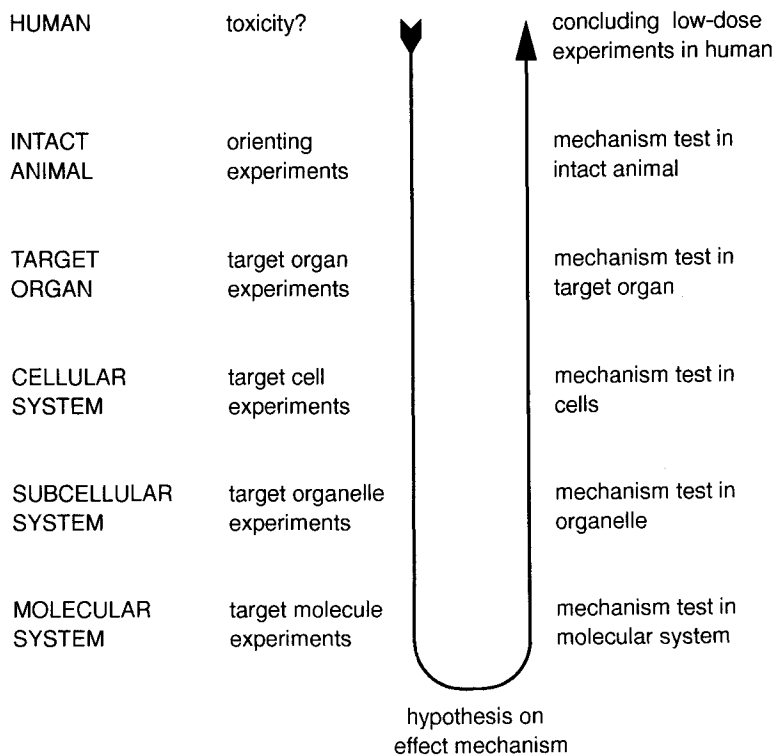 HUMAN toxicity? concluding low-dose
experiments in human
INTACT orienting mechanism test in
ANIMAL experiments intact animal
TARGET target organ mechanism test in
ORGAN experiments target organ
CELLULAR target cell mechanism test in
SYSTEM experiments cells
SUBCELLULAR target organelle mechanism test in
SYSTEM experiments organelle
MOLECULAR target molecule mechanism test in
SYSTEM experiments molecular system
hypothesis on
effect mechanism